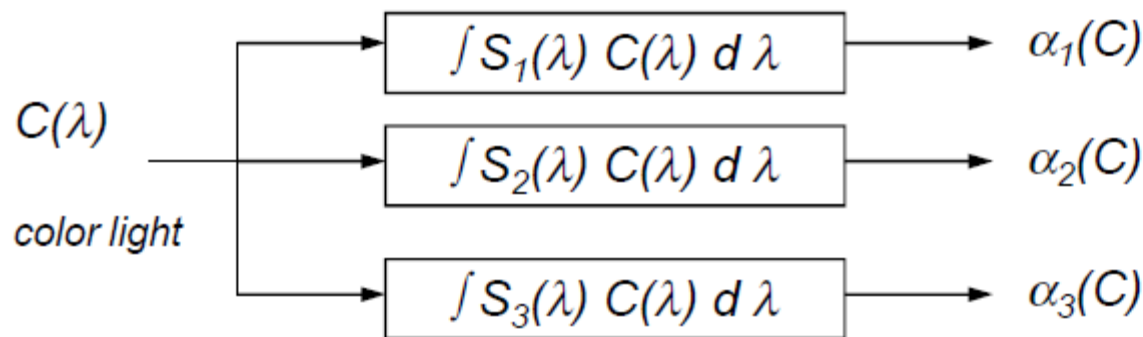 ∫ S₁(λ) C(λ) d λ
α₁(C)
C(λ)
∫ S₂(λ) C(λ) d λ
α₂(C)
color light
∫ S₃(λ) C(λ) d λ
α₃(C)